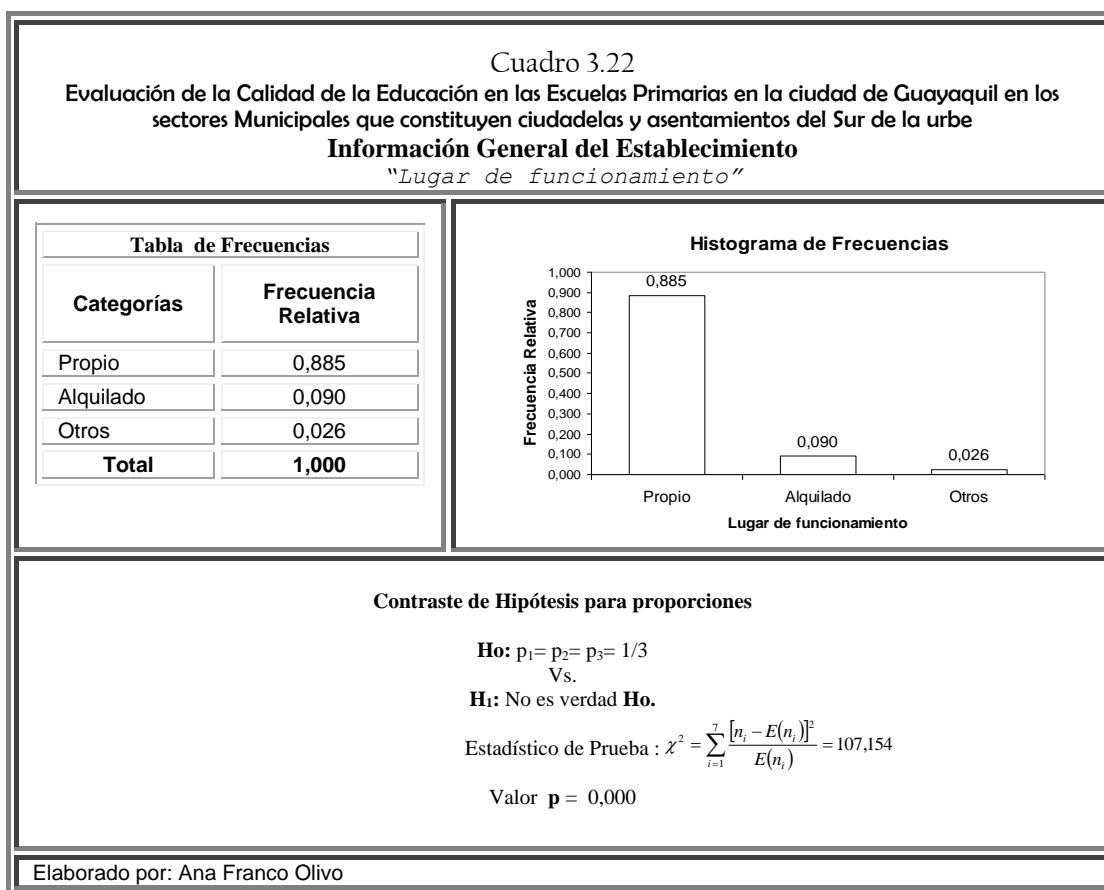 Cuadro 3.22
Evaluación de la Calidad de la Educación en las Escuelas Primarias en la ciudad de Guayaquil en los
sectores Municipales que constituyen ciudadelas y asentamientos del Sur de la urbe
Información General del Establecimiento
“Lugar de funcionamiento”
Tabla de Frecuencias
Categorías Frecuencia
Relativa
Propio 0,885
Alquilado 0,090
Otros 0,026
Total 1,000
Histograma de Frecuencias
Frecuencia Relativa
1,000
0,900
0,800
0,700
0,600
0,500
0,400
0,300
0,200
0,100
0,000
0,885
0,090
0,026
Propio Alquilado Otros
Lugar de funcionamiento
Contraste de Hipótesis para proporciones
Ho: p₁= p₂= p₃= 1/3
Vs.
H₁: No es verdad Ho.
Estadístico de Prueba : χ² = ∑_{i=1}^{7} [n_i − E(n_i)]² / E(n_i) = 107,154
Valor p = 0,000
Elaborado por: Ana Franco Olivo